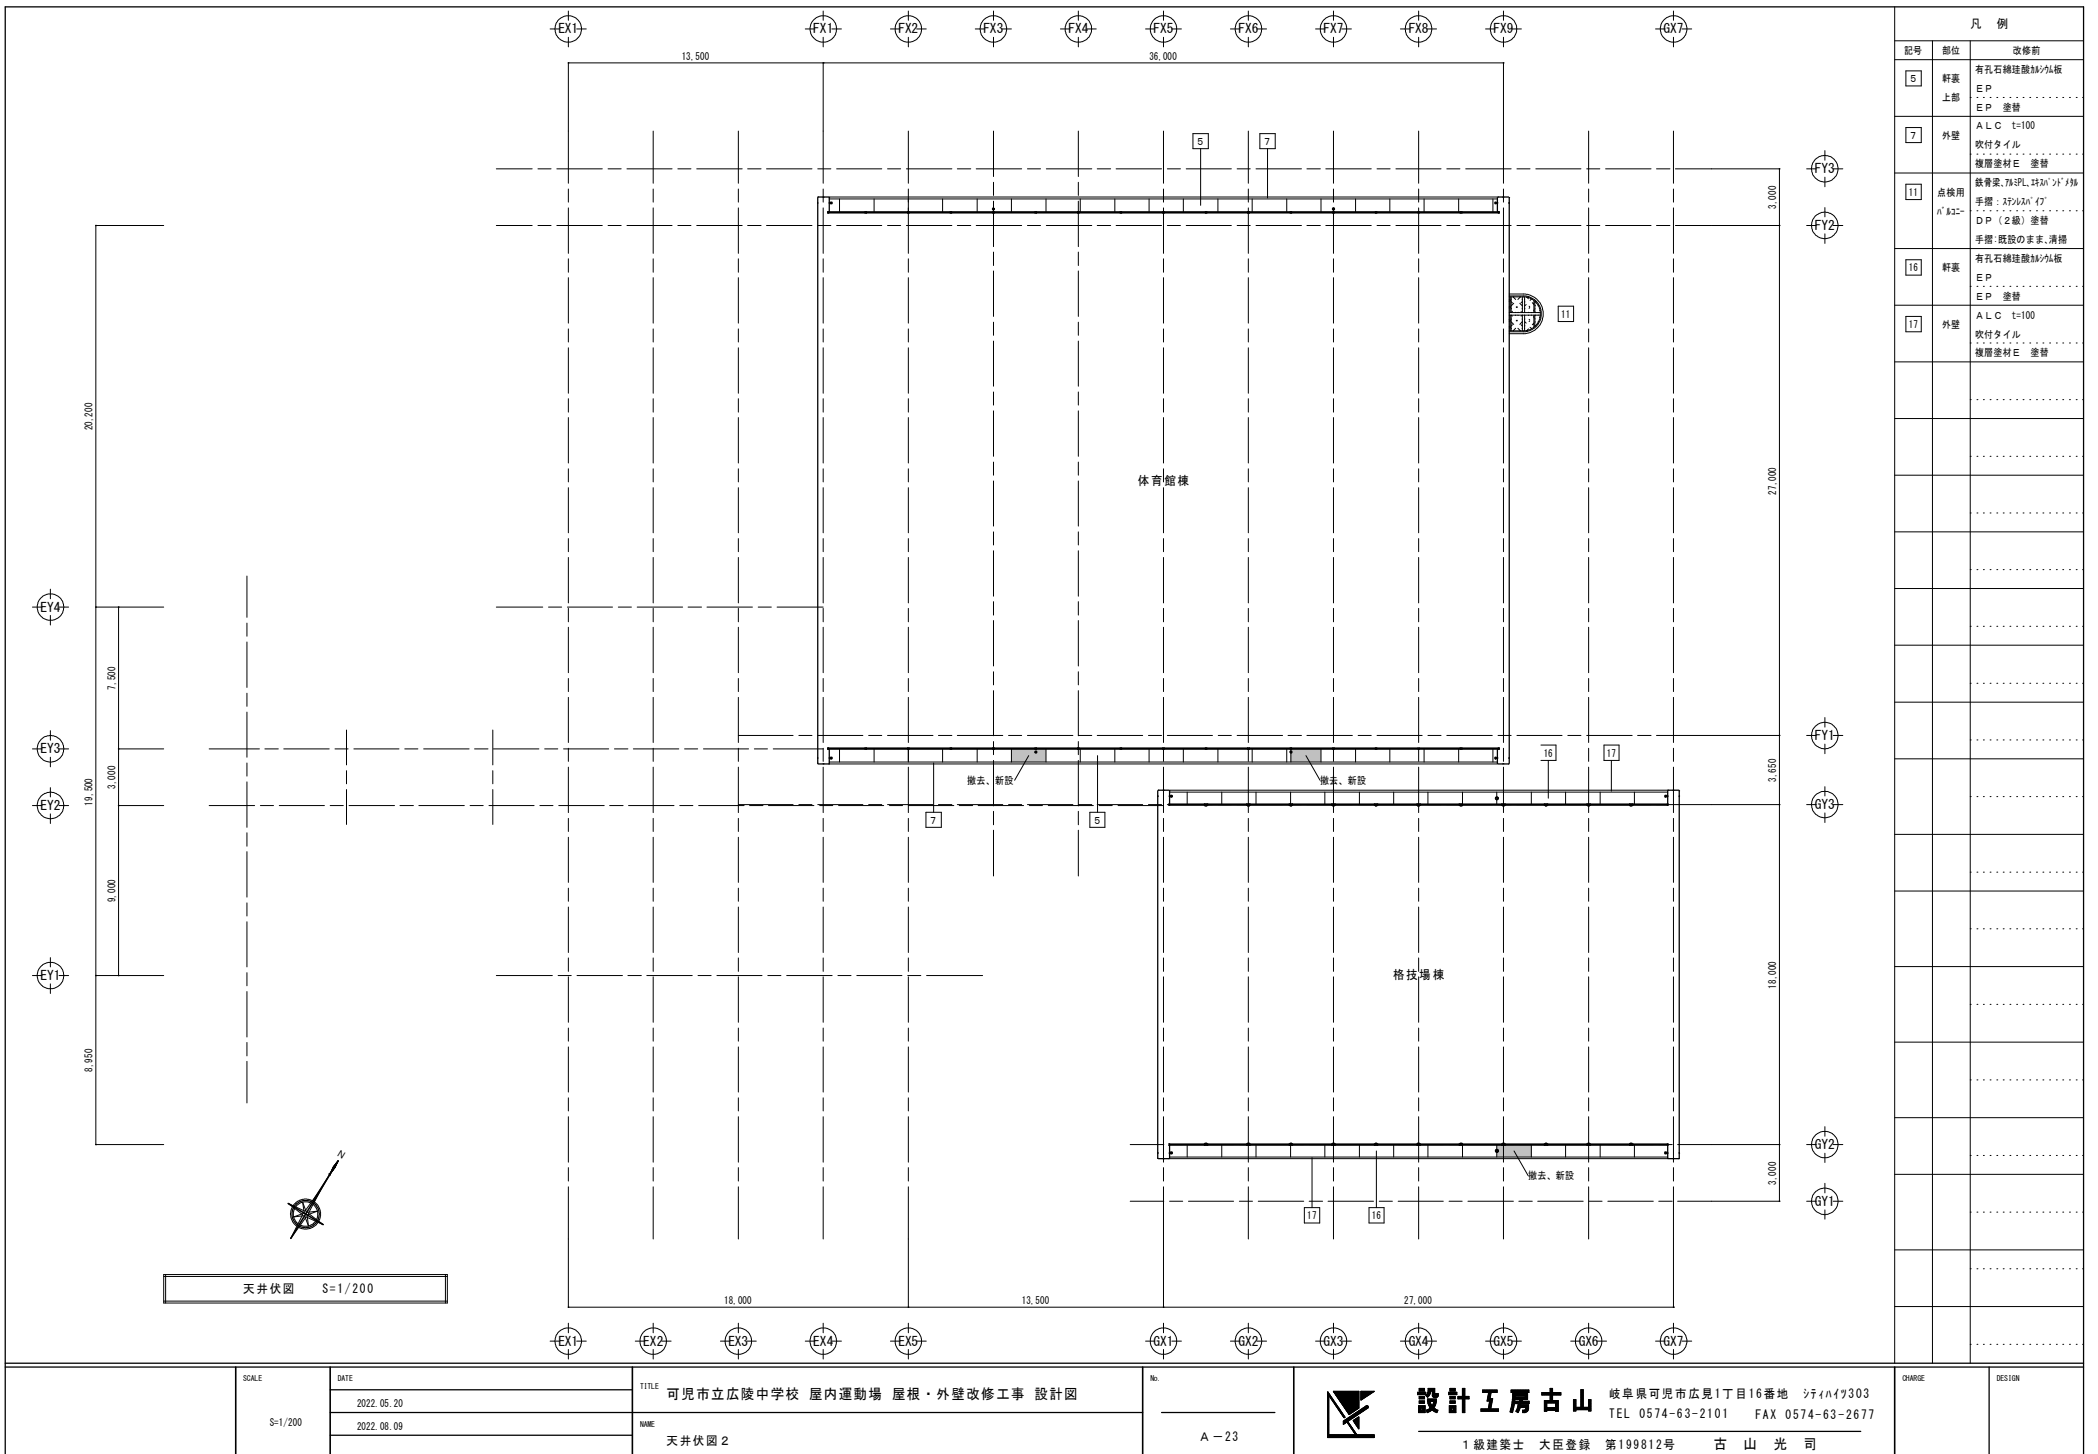 EX1 FX1 FX2 FX3 FX4 FX5 FX6 FX7 FX8 FX9 GX7
13,500 36,000
5 7
FY3
3,000
FY2
11
20,200
27,000
体育館棟
EY4
7,500
FY1
EY3
16 17
3,650
3,000
撤去、新設 撤去、新設
19,500
EY2
GY3
7 5
9,000
EY1
格技場棟
18,000
8,950
GY2
撤去、新設
3,000
GY1
17 16
N
天井伏図 S=1/200
18,000 13,500 27,000
EX1 EX2 EX3 EX4 EX5 GX1 GX2 GX3 GX4 GX5 GX6 GX7
凡 例
記号 部位 改修前
5 軒裏 上部
有孔石綿珪酸ｶﾙｼｳﾑ板
ＥＰ
ＥＰ 塗替
7 外壁
ＡＬＣ t=100
吹付タイル
複層塗材Ｅ 塗替
11 点検用 ﾊﾞﾙｺﾆｰ
鉄骨梁、ｱﾙﾐPL、ｴｷｽﾊﾟﾝﾄﾞﾒﾀﾙ
手摺：ｽﾃﾝﾚｽﾊﾟｲﾌﾟ
ＤＰ（２級）塗替
手摺：既設のまま、清掃
16 軒裏
有孔石綿珪酸ｶﾙｼｳﾑ板
ＥＰ
ＥＰ 塗替
17 外壁
ＡＬＣ t=100
吹付タイル
複層塗材Ｅ 塗替
SCALE
S=1/200
DATE
2022.05.20
2022.08.09
TITLE 可児市立広陵中学校 屋内運動場 屋根・外壁改修工事 設計図
NAME
天井伏図２
No.
Ａ－23
設計工房古山
岐阜県可児市広見1丁目16番地 ｼﾃｨﾊｲﾂ303
TEL 0574-63-2101 FAX 0574-63-2677
１級建築士 大臣登録 第199812号 古 山 光 司
CHARGE
DESIGN